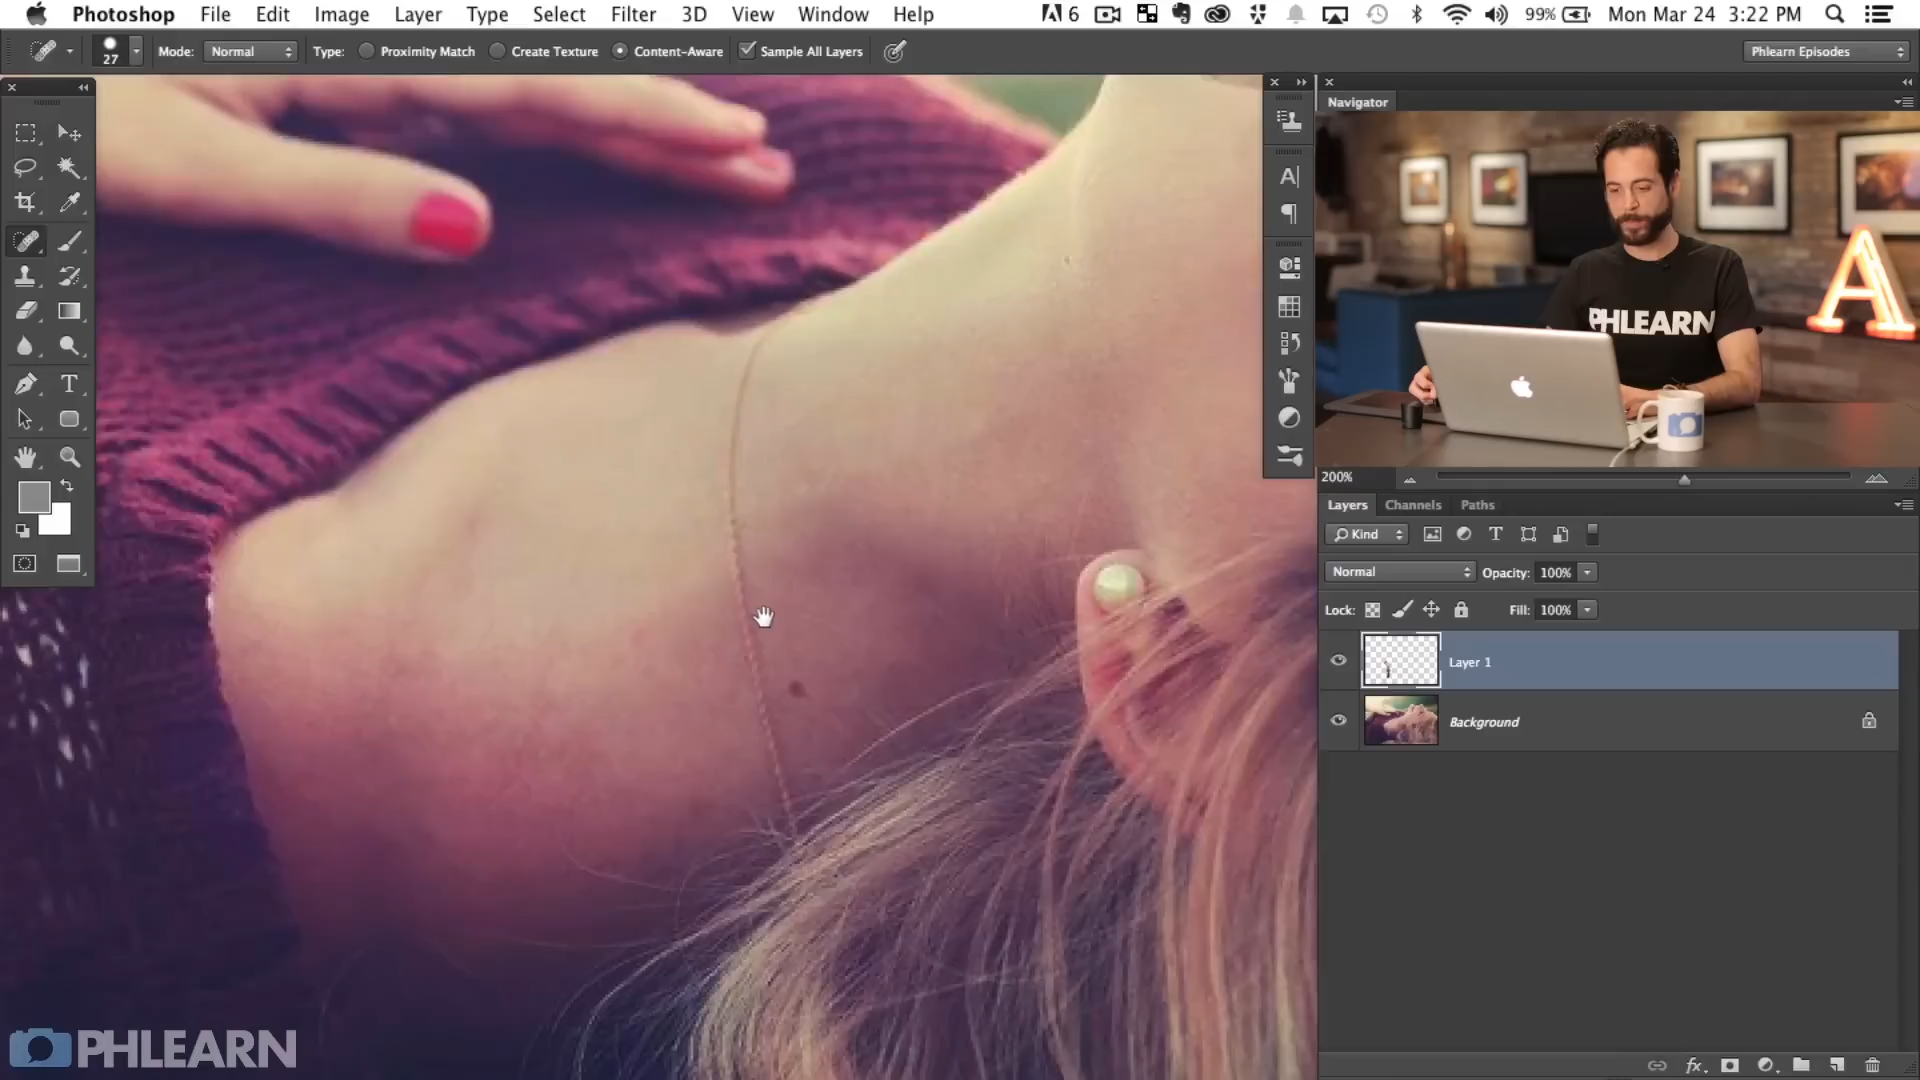 Photoshop File Edit Image Layer Type Select Filter 3D View Window Help 6 99% Mon Mar 24 3:22 PM
27 Mode: Normal Type: Proximity Match Create Texture Content-Aware Sample All Layers Phlearn Episodes
Navigator
A
PHLEARN
200%
Layers Channels Paths
Kind
Normal Opacity: 100%
Lock: Fill: 100%
Layer 1
Background
PHLEARN